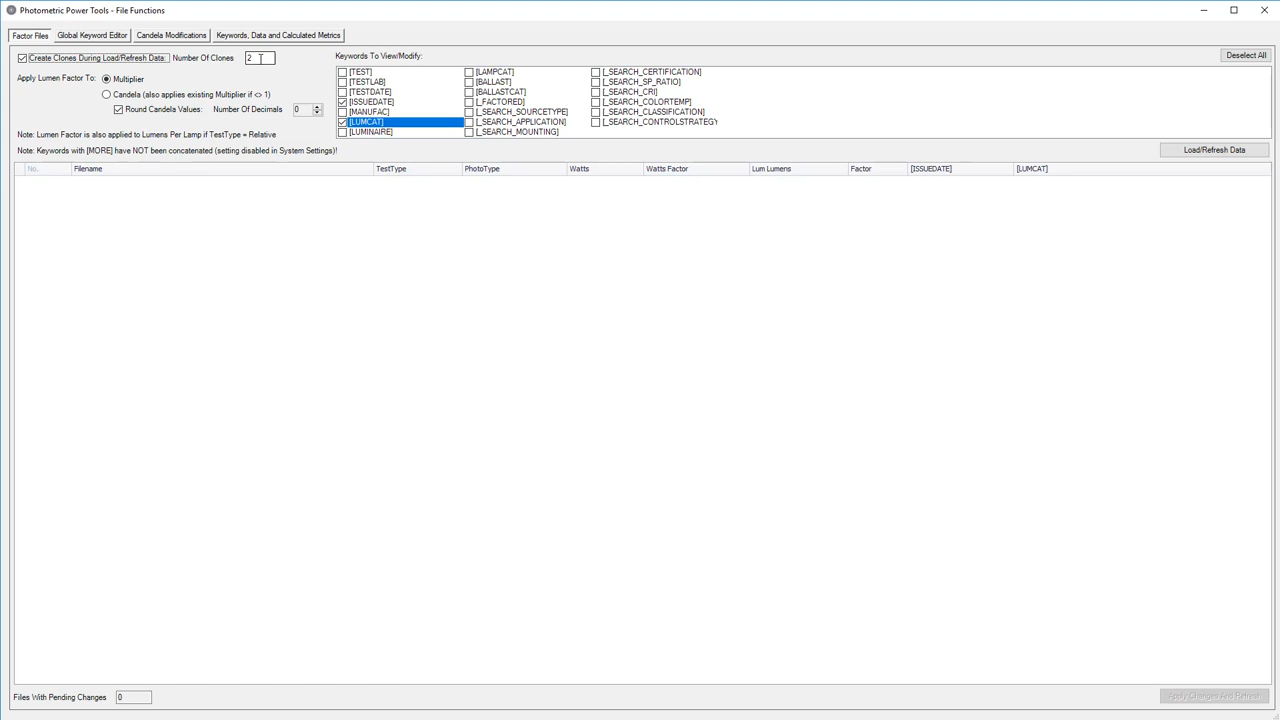 Photometric Power Tools - File Functions
Factor Files
Global Keyword Editor
Candela Modifications
Keywords, Data and Calculated Metrics
Create Clones During Load/Refresh Data:
Number Of Clones
2
Keywords To View/Modify:
Deselect All
Apply Lumen Factor To:
Multiplier
Candela (also applies existing Multiplier if <> 1)
Round Candela Values:
Number Of Decimals
0
[TEST]
[TESTLAB]
[TESTDATE]
[ISSUEDATE]
[MANUFAC]
[LUMCAT]
[LUMINAIRE]
[LAMPCAT]
[BALLAST]
[BALLASTCAT]
[_FACTORED]
[_SEARCH_SOURCETYPE]
[_SEARCH_APPLICATION]
[_SEARCH_MOUNTING]
[_SEARCH_CERTIFICATION]
[_SEARCH_SP_RATIO]
[_SEARCH_CRI]
[_SEARCH_COLORTEMP]
[_SEARCH_CLASSIFICATION]
[_SEARCH_CONTROLSTRATEGY
Note: Lumen Factor is also applied to Lumens Per Lamp if TestType = Relative
Note: Keywords with [MORE] have NOT been concatenated (setting disabled in System Settings)!
Load/Refresh Data
No.
Filename
TestType
PhotoType
Watts
Watts Factor
Lum Lumens
Factor
[ISSUEDATE]
[LUMCAT]
Files With Pending Changes
0
Apply Changes And Refresh